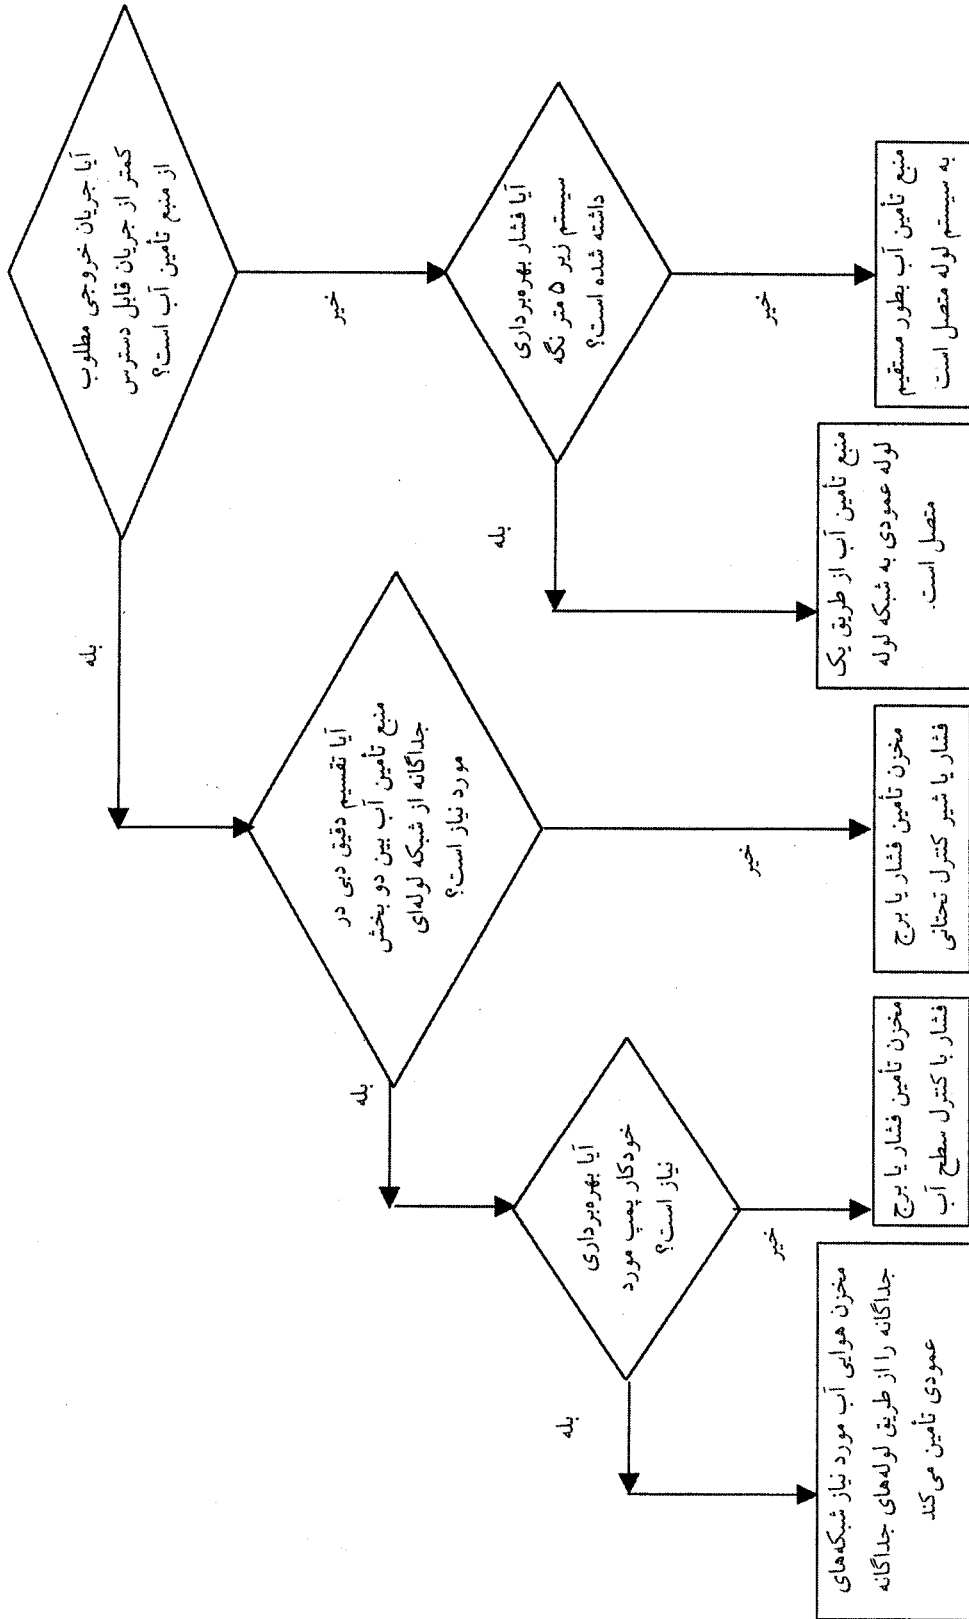 آیا جریان خروجی مطلوب
کمتر از جریان قابل دسترس
از منبع تأمین آب است؟
بله
خیر
آیا فشار بهره‌برداری
سیستم زیر ۵ متر نگه
داشته شده است؟
بله
خیر
آیا تقسیم دقیق دبی در
منبع تأمین آب بین دو بخش
جداگانه از شبکه لوله‌ای
مورد نیاز است؟
بله
خیر
آیا بهره‌برداری
خودکار پمپ مورد
نیاز است؟
بله
خیر
مخزن هوایی آب مورد نیاز شبکه‌های
جداگانه را از طریق لوله‌های جداگانه
عمودی تأمین می‌کند
مخزن تأمین فشار یا برج
فشار با کنترل سطح آب
مخزن تأمین فشار یا برج
فشار یا شیر کنترل تحتانی
منبع تأمین آب از طریق یک
لوله عمودی به شبکه لوله
متصل است.
منبع تأمین آب بطور مستقیم
به سیستم لوله متصل است